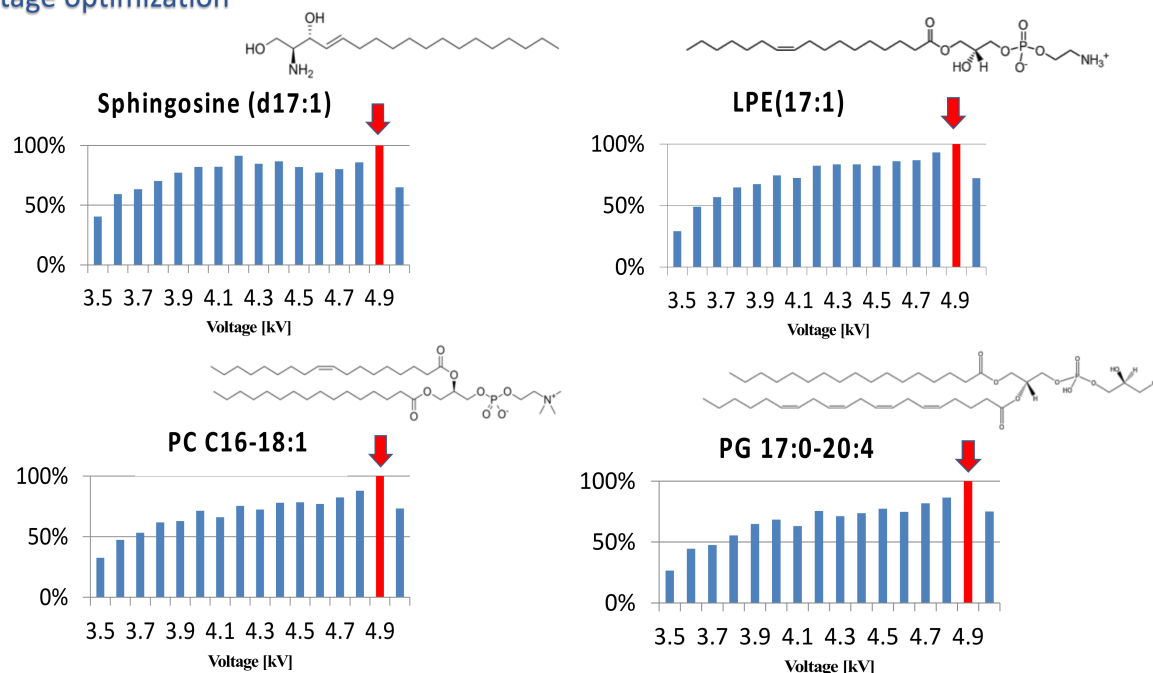 tage optimization
OH
HO
NH₂
Sphingosine (d17:1)
100%
50%
0%
3.5 3.7 3.9 4.1 4.3 4.5 4.7 4.9
Voltage [kV]
O
O
O
P
O
O
O⁻
NH₃⁺
HO
H
LPE(17:1)
100%
50%
0%
3.5 3.7 3.9 4.1 4.3 4.5 4.7 4.9
Voltage [kV]
O
O
O
O
O
P
O
O
O⁻
N⁺
PC C16-18:1
100%
50%
0%
3.5 3.7 3.9 4.1 4.3 4.5 4.7 4.9
Voltage [kV]
O
O
O
O
H
O
O
P
HO
O
HO
H
PG 17:0-20:4
100%
50%
0%
3.5 3.7 3.9 4.1 4.3 4.5 4.7 4.9
Voltage [kV]